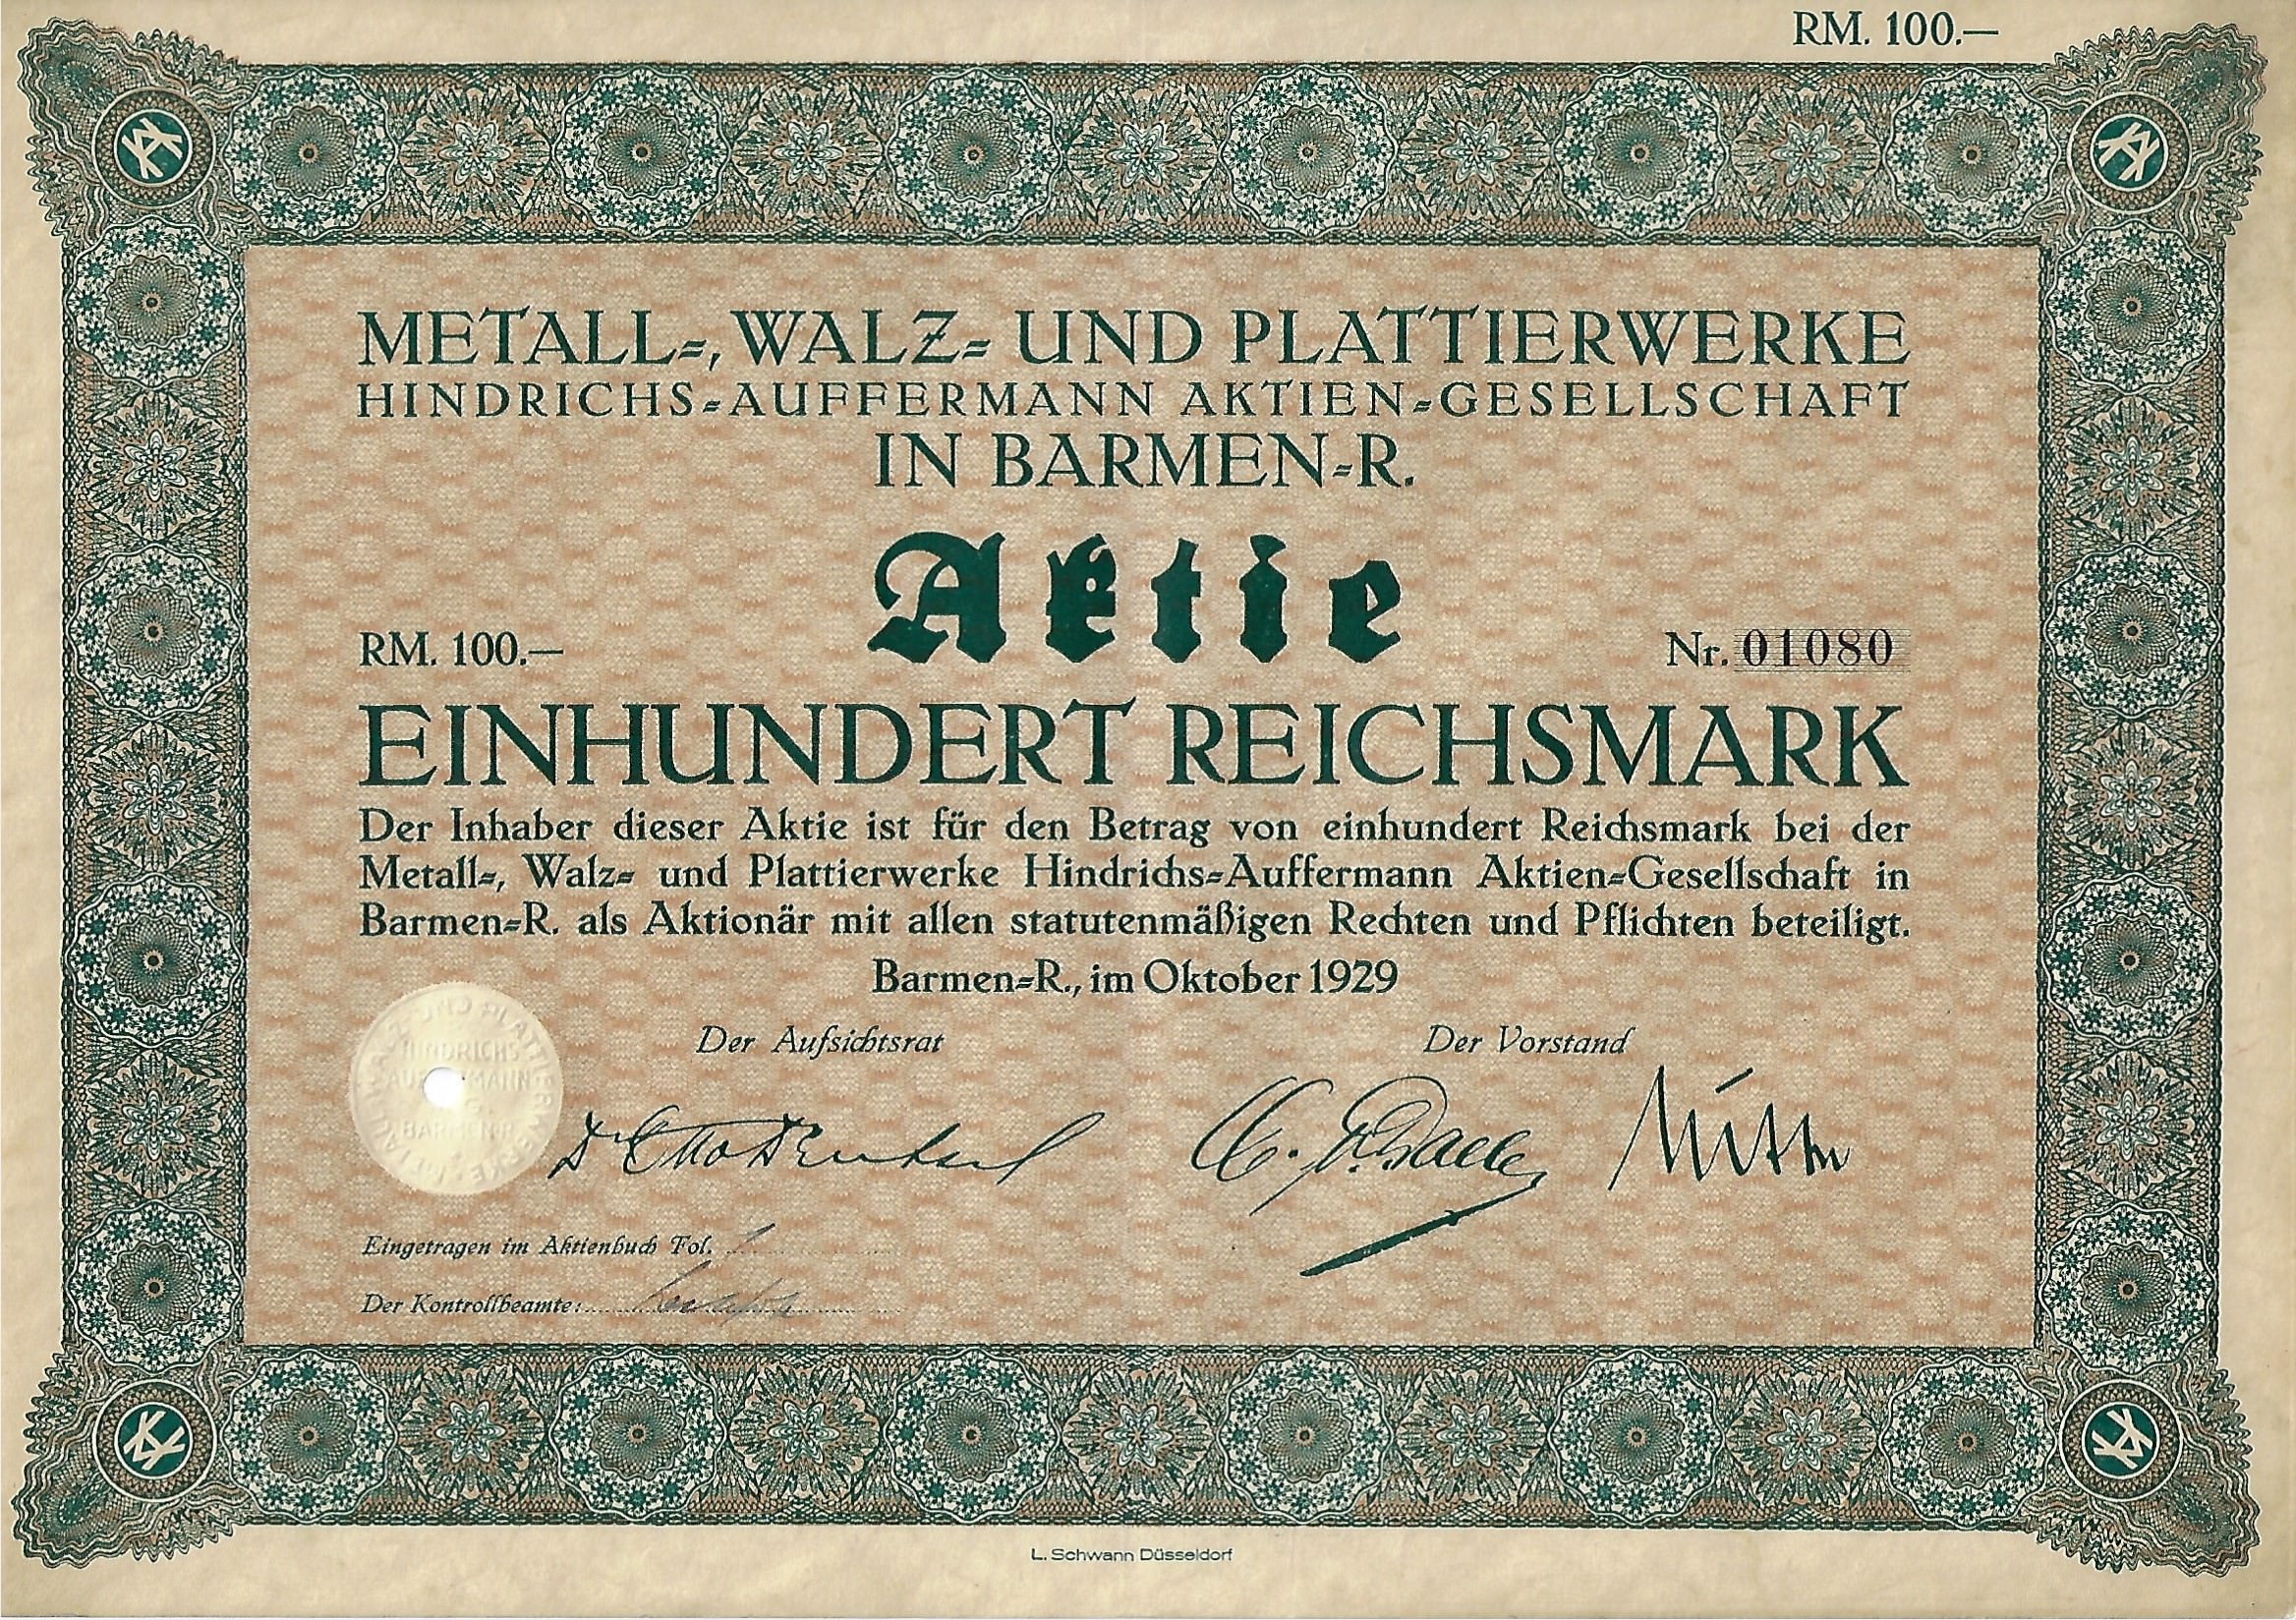 RM. 100.—
METALL-, WALZ- UND PLATTIERWERKE
HINDRICHS-AUFFERMANN AKTIEN-GESELLSCHAFT
IN BARMEN-R.
Aktie
RM. 100.—
Nr. 01080
EINHUNDERT REICHSMARK
Der Inhaber dieser Aktie ist für den Betrag von einhundert Reichsmark bei der
Metall-, Walz- und Plattierwerke Hindrichs-Auffermann Aktien-Gesellschaft in
Barmen-R. als Aktionär mit allen statutenmäßigen Rechten und Pflichten beteiligt.
Barmen-R., im Oktober 1929
Der Aufsichtsrat
Der Vorstand
HINDRICHS
BARMEN-R.
Eingetragen im Aktienbuch Fol.
Der Kontrollbeamte:
L. Schwann Düsseldorf